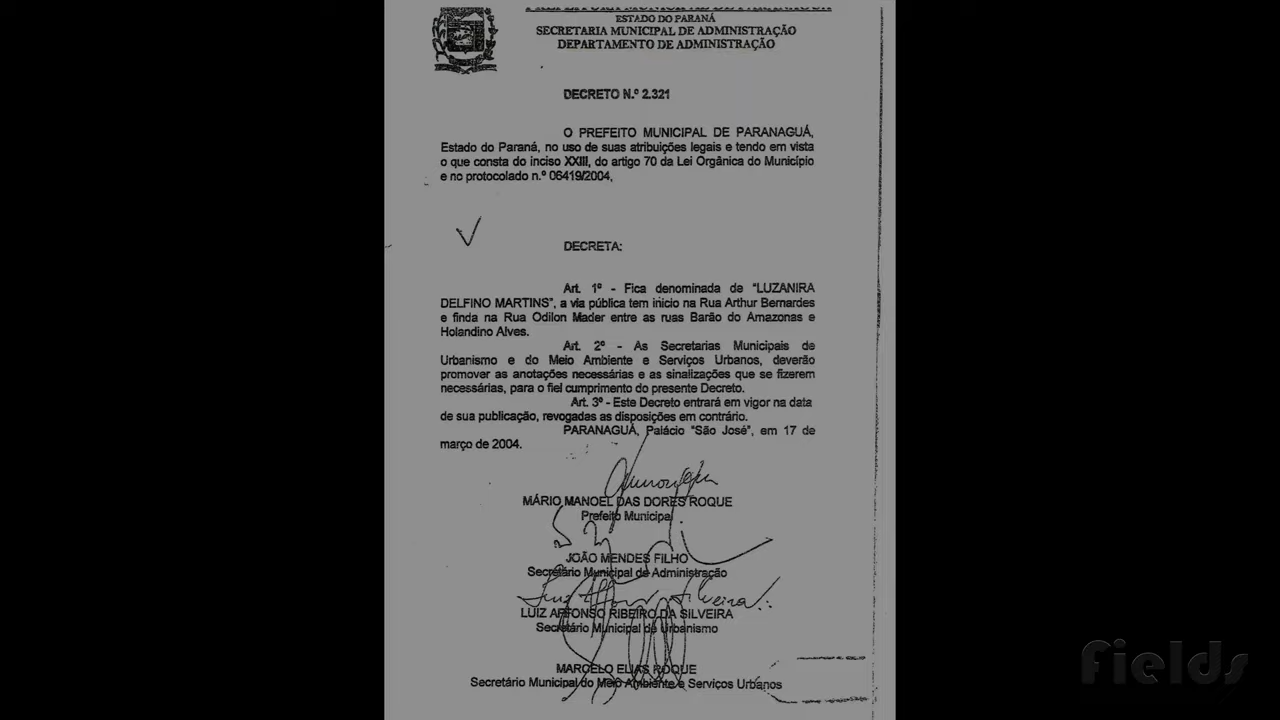 PREFEITURA MUNICIPAL DE PARANAGUÁ
ESTADO DO PARANÁ
SECRETARIA MUNICIPAL DE ADMINISTRAÇÃO
DEPARTAMENTO DE ADMINISTRAÇÃO
DECRETO N.º 2.321
O PREFEITO MUNICIPAL DE PARANAGUÁ,
Estado do Paraná, no uso de suas atribuições legais e tendo em vista
o que consta do inciso XXIII, do artigo 70 da Lei Orgânica do Município
e no protocolado n.º 06419/2004,
DECRETA:
Art. 1º - Fica denominada de "LUZANIRA
DELFINO MARTINS", a via pública tem início na Rua Arthur Bernardes
e finda na Rua Odilon Mader entre as ruas Barão do Amazonas e
Holandino Alves.
Art. 2º - As Secretarias Municipais de
Urbanismo e do Meio Ambiente e Serviços Urbanos, deverão
promover as anotações necessárias e as sinalizações que se fizerem
necessárias, para o fiel cumprimento do presente Decreto.
Art. 3º - Este Decreto entrará em vigor na data
de sua publicação, revogadas as disposições em contrário.
PARANAGUÁ, Palácio "São José", em 17 de
março de 2004.
MÁRIO MANOEL DAS DORES ROQUE
Prefeito Municipal
JOÃO MENDES FILHO
Secretário Municipal de Administração
LUIZ AFFONSO RIBEIRO DA SILVEIRA
Secretário Municipal de Urbanismo
MARCELO ELIAS ROQUE
Secretário Municipal do Meio Ambiente e Serviços Urbanos
fields